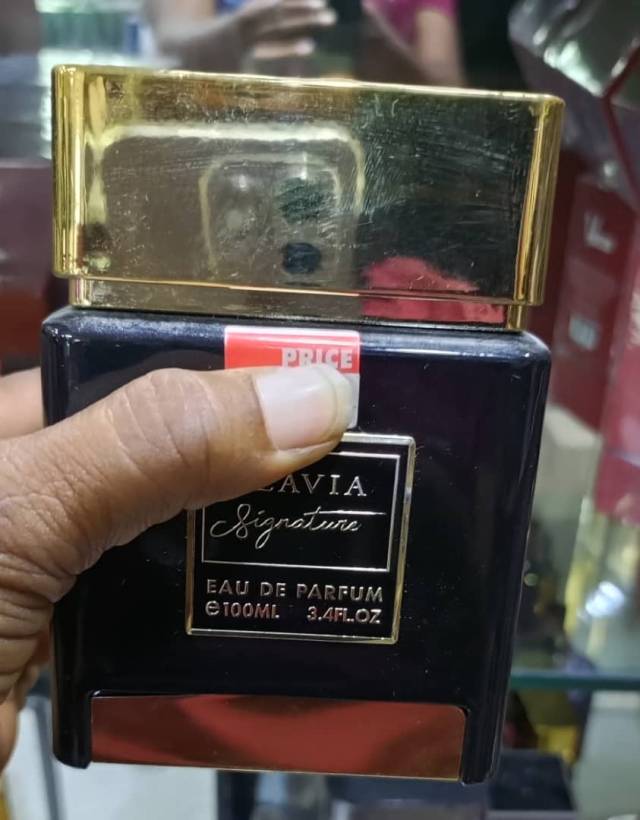 PRICE
LAVIA
Signature
EAU DE PARFUM
℮100ML 3.4FL.OZ